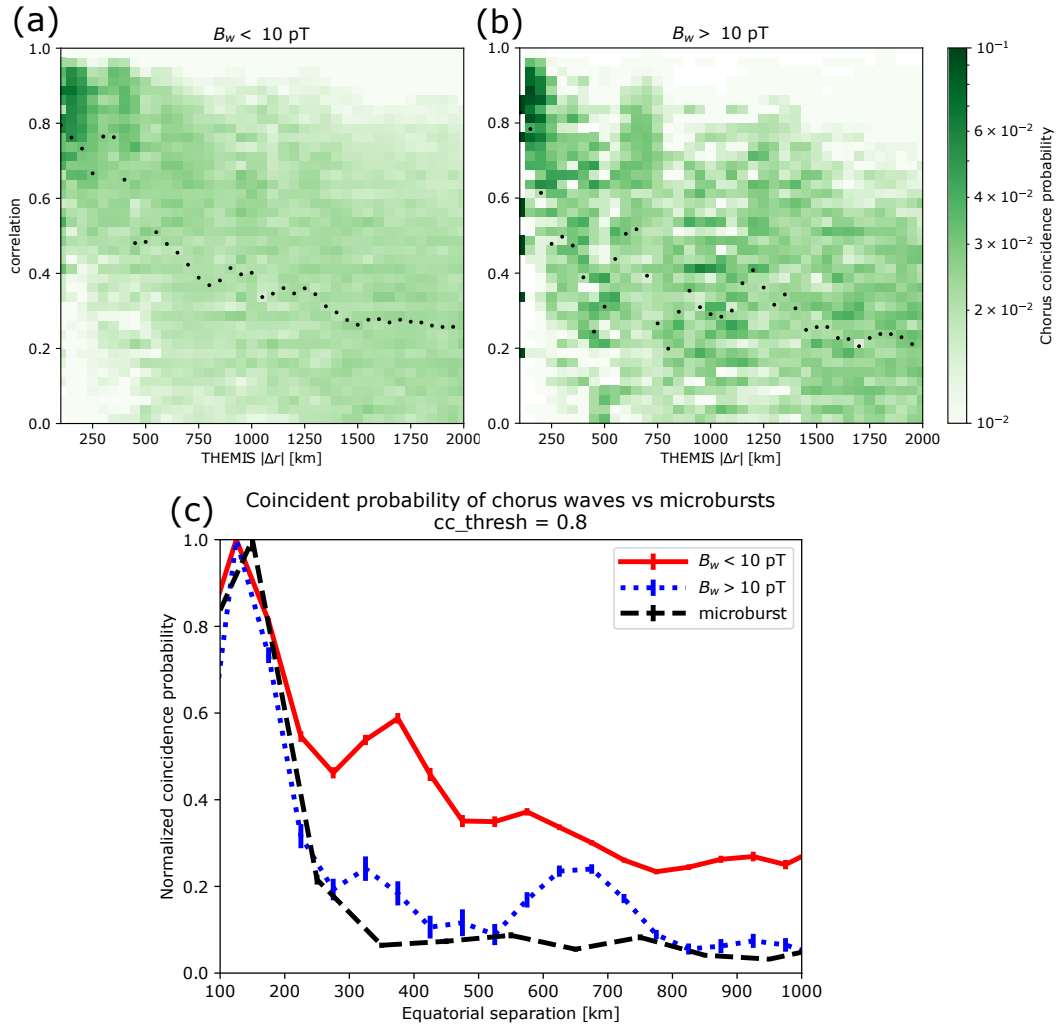 (a)
(b)
B_w < 10 pT
B_w > 10 pT
1.0
0.8
0.6
0.4
0.2
0.0
correlation
250 500 750 1000 1250 1500 1750 2000
THEMIS |Δr| [km]
1.0
0.8
0.6
0.4
0.2
0.0
250 500 750 1000 1250 1500 1750 2000
THEMIS |Δr| [km]
10⁻¹
6 × 10⁻²
4 × 10⁻²
3 × 10⁻²
2 × 10⁻²
10⁻²
Chorus coincidence probability
(c)
Coincident probability of chorus waves vs microbursts
cc_thresh = 0.8
B_w < 10 pT
B_w > 10 pT
microburst
1.0
0.8
0.6
0.4
0.2
0.0
Normalized coincidence probability
100 200 300 400 500 600 700 800 900 1000
Equatorial separation [km]